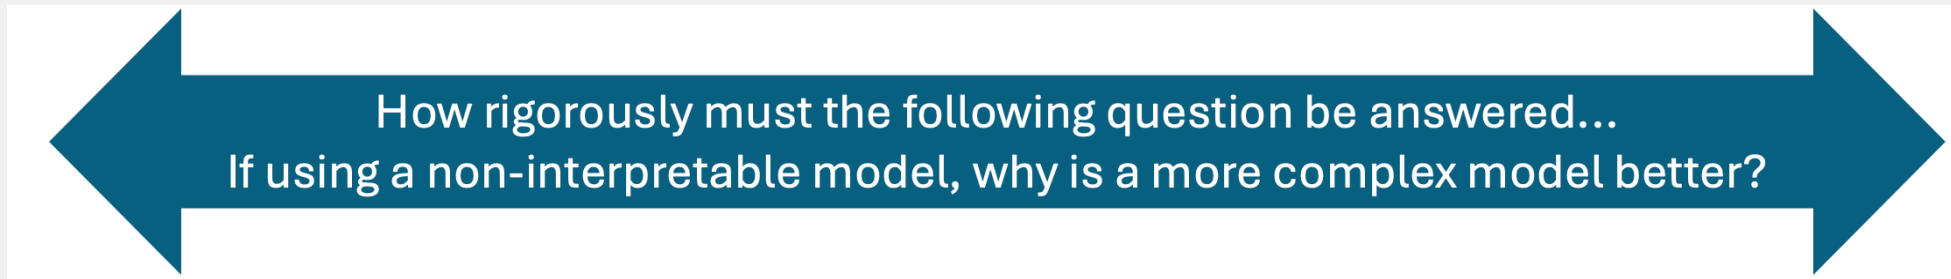 How rigorously must the following question be answered...
If using a non-interpretable model, why is a more complex model better?